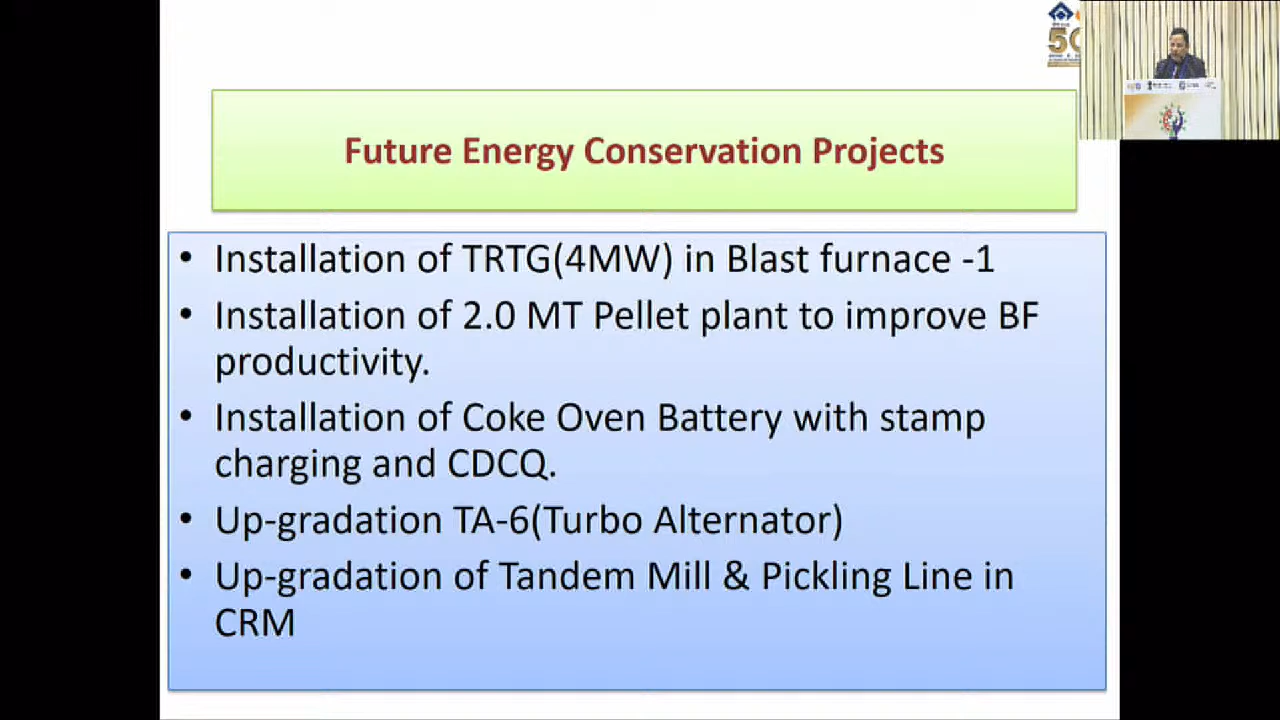 50
Future Energy Conservation Projects
• Installation of TRTG(4MW) in Blast furnace -1
• Installation of 2.0 MT Pellet plant to improve BF
productivity.
• Installation of Coke Oven Battery with stamp
charging and CDCQ.
• Up-gradation TA-6(Turbo Alternator)
• Up-gradation of Tandem Mill & Pickling Line in
CRM